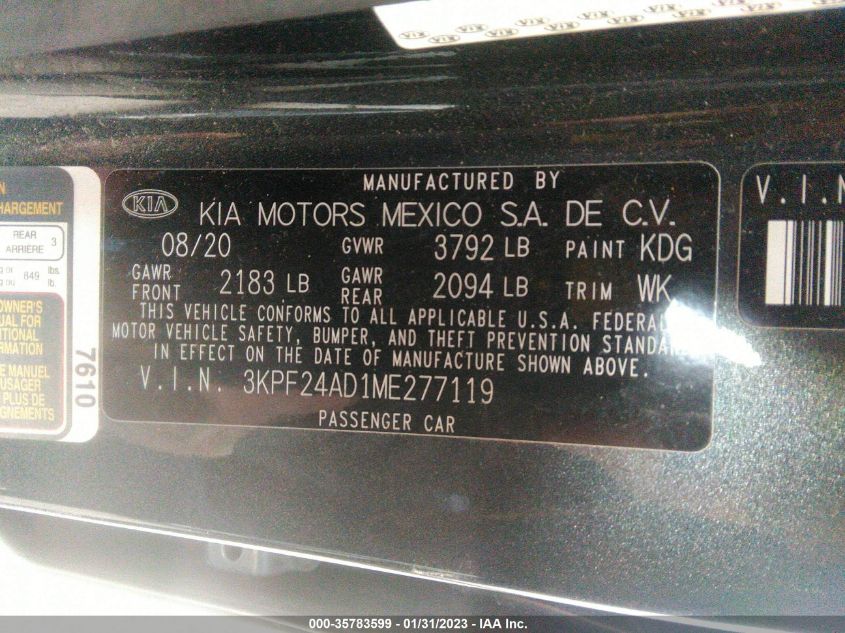 MANUFACTURED BY
KIA KIA MOTORS MEXICO S.A. DE C.V.
08/20 GVWR 3792 LB PAINT KDG
GAWR FRONT 2183 LB GAWR REAR 2094 LB TRIM WK
THIS VEHICLE CONFORMS TO ALL APPLICABLE U.S.A. FEDERAL
MOTOR VEHICLE SAFETY, BUMPER, AND THEFT PREVENTION
IN EFFECT ON THE DATE OF MANUFACTURE SHOWN ABOVE.
V.I.N. 3KPF24AD1ME277119
PASSENGER CAR
V.I.N
REAR
ARRIÈRE 3
849 lbs.
lb.
OWNER'S
7610
000-35783599 - 01/31/2023 - IAA Inc.